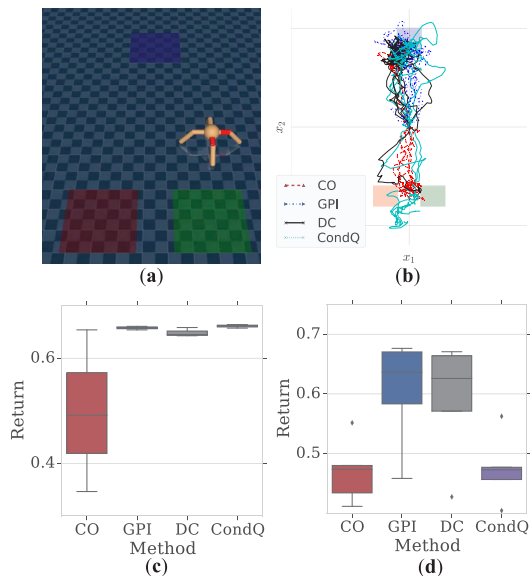 x₂
CO
GPI
DC
CondQ
x₁
(a)
(b)
Return
0.6
0.4
CO GPI DC CondQ
Method
(c)
Return
0.7
0.6
0.5
CO GPI DC CondQ
Method
(d)